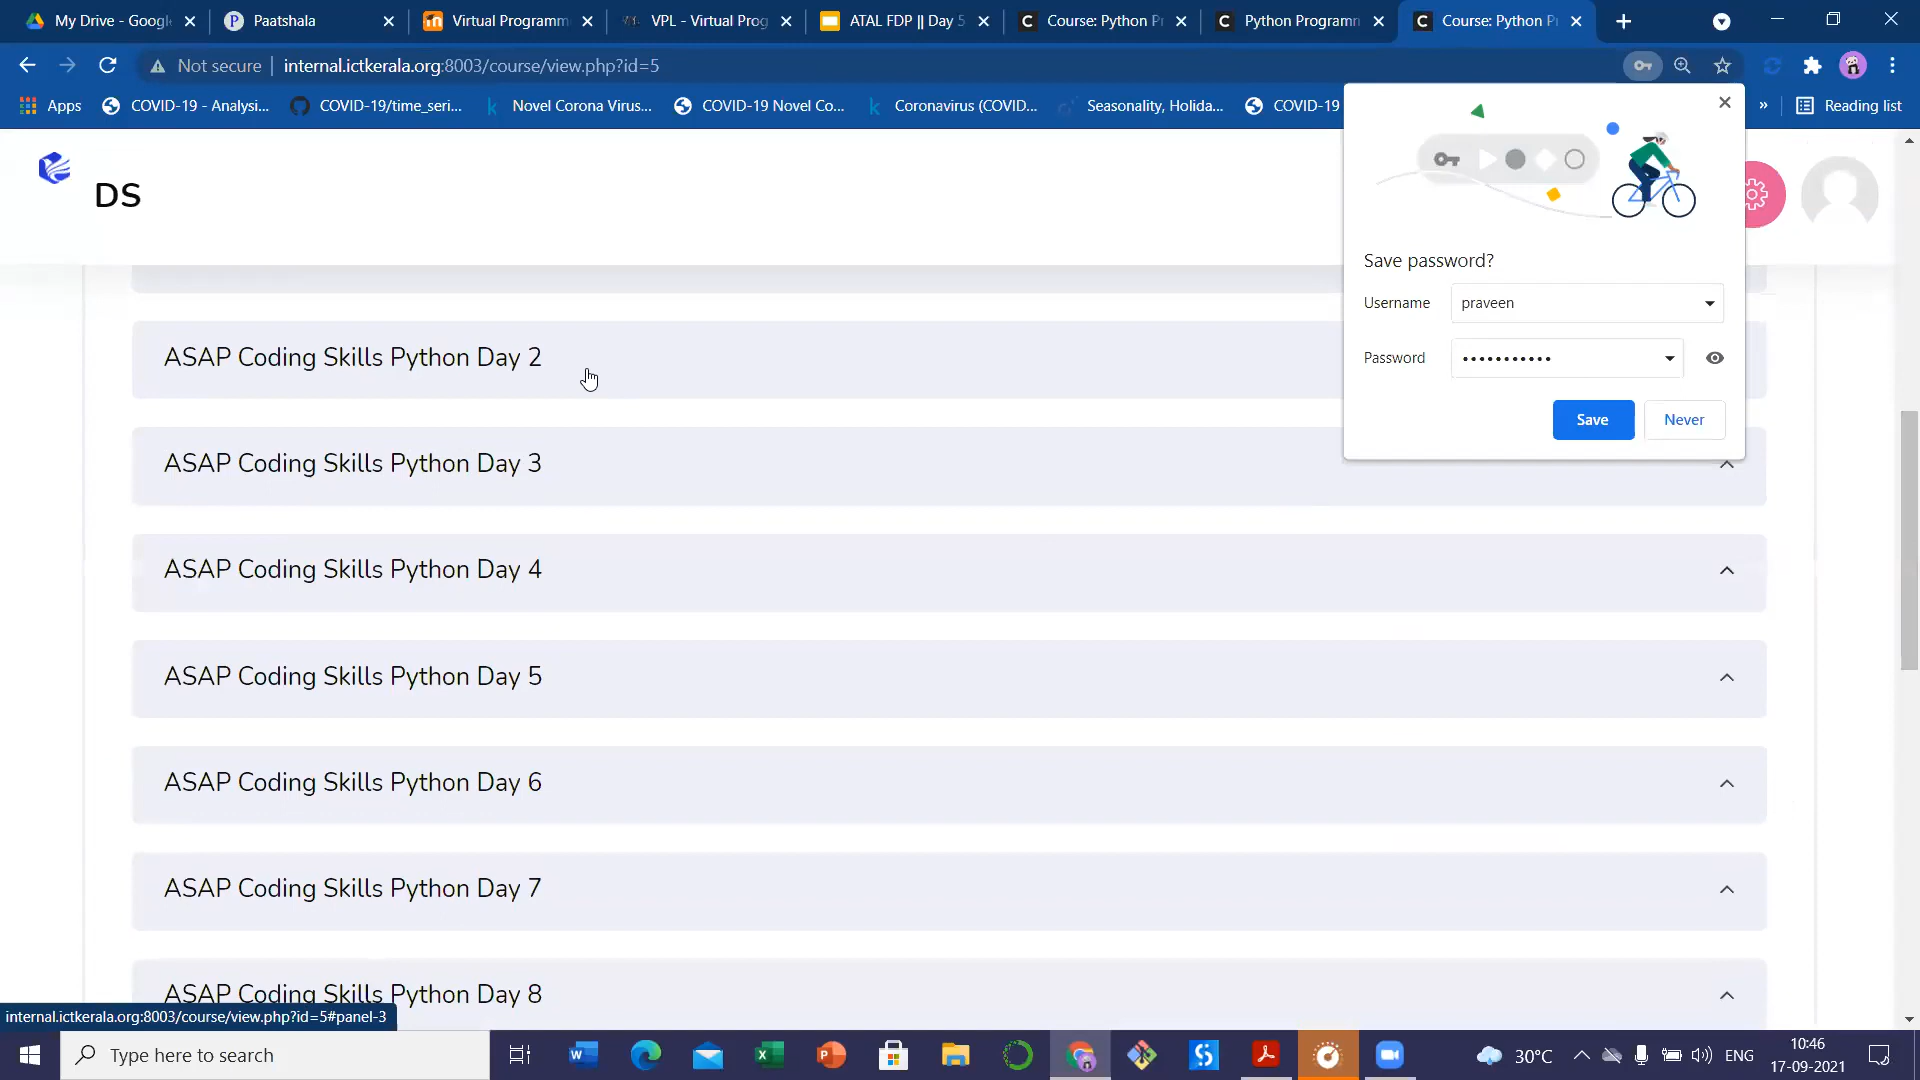 My Drive - Googl
Paatshala
Virtual Programm
VPL - Virtual Prog
ATAL FDP || Day 5
Course: Python Pr
Python Programm
Course: Python Pr
Not secure
internal.ictkerala.org:8003/course/view.php?id=5
Apps
COVID-19 - Analysi...
COVID-19/time_seri...
Novel Corona Virus...
COVID-19 Novel Co...
Coronavirus (COVID...
Seasonality, Holida...
COVID-19
»
Reading list
DS
Save password?
Username
praveen
Password
•••••••••••
Save
Never
ASAP Coding Skills Python Day 2
ASAP Coding Skills Python Day 3
ASAP Coding Skills Python Day 4
ASAP Coding Skills Python Day 5
ASAP Coding Skills Python Day 6
ASAP Coding Skills Python Day 7
ASAP Coding Skills Python Day 8
internal.ictkerala.org:8003/course/view.php?id=5#panel-3
Type here to search
30°C
ENG
10:46
17-09-2021